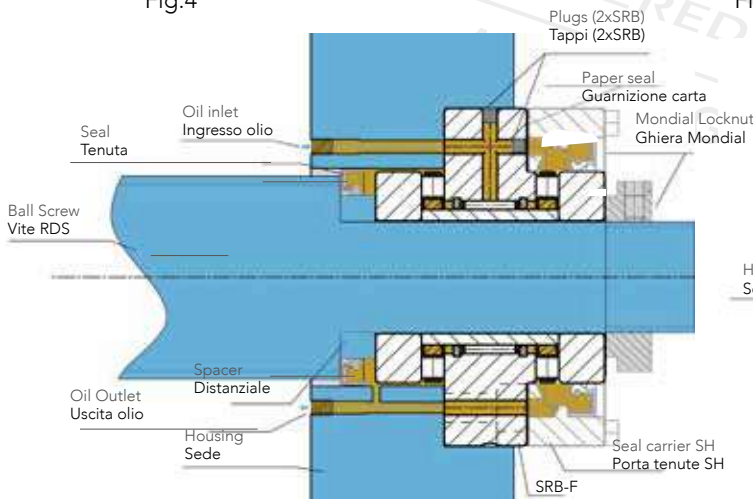 Fig.4
Plugs (2xSRB)
Tappi (2xSRB)
Paper seal
Guarnizione carta
Oil inlet
Ingresso olio
Mondial Locknut
Ghiera Mondial
Seal
Tenuta
Ball Screw
Vite RDS
Spacer
Distanziale
Oil Outlet
Uscita olio
Housing
Sede
Seal carrier SH
Porta tenute SH
SRB-F